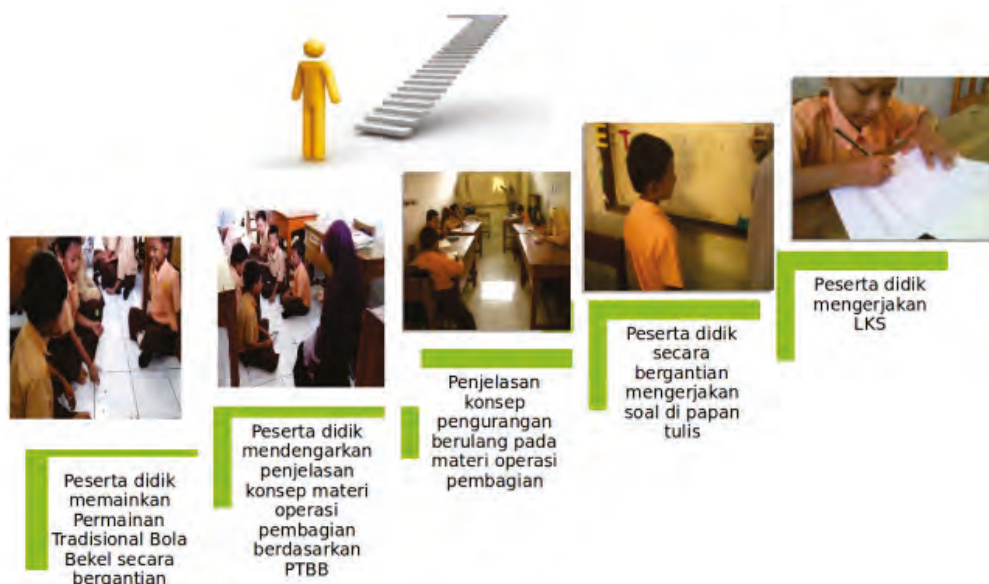 Peserta didik
memainkan
Permainan
Tradisional Bola
Bekel secara
bergantian
Peserta didik
mendengarkan
penjelasan
konsep materi
operasi
pembagian
berdasarkan
PTBB
Penjelasan
konsep
pengurangan
berulang pada
materi operasi
pembagian
Peserta didik
secara
bergantian
mengerjakan
soal di papan
tulis
Peserta didik
mengerjakan
LKS
E T